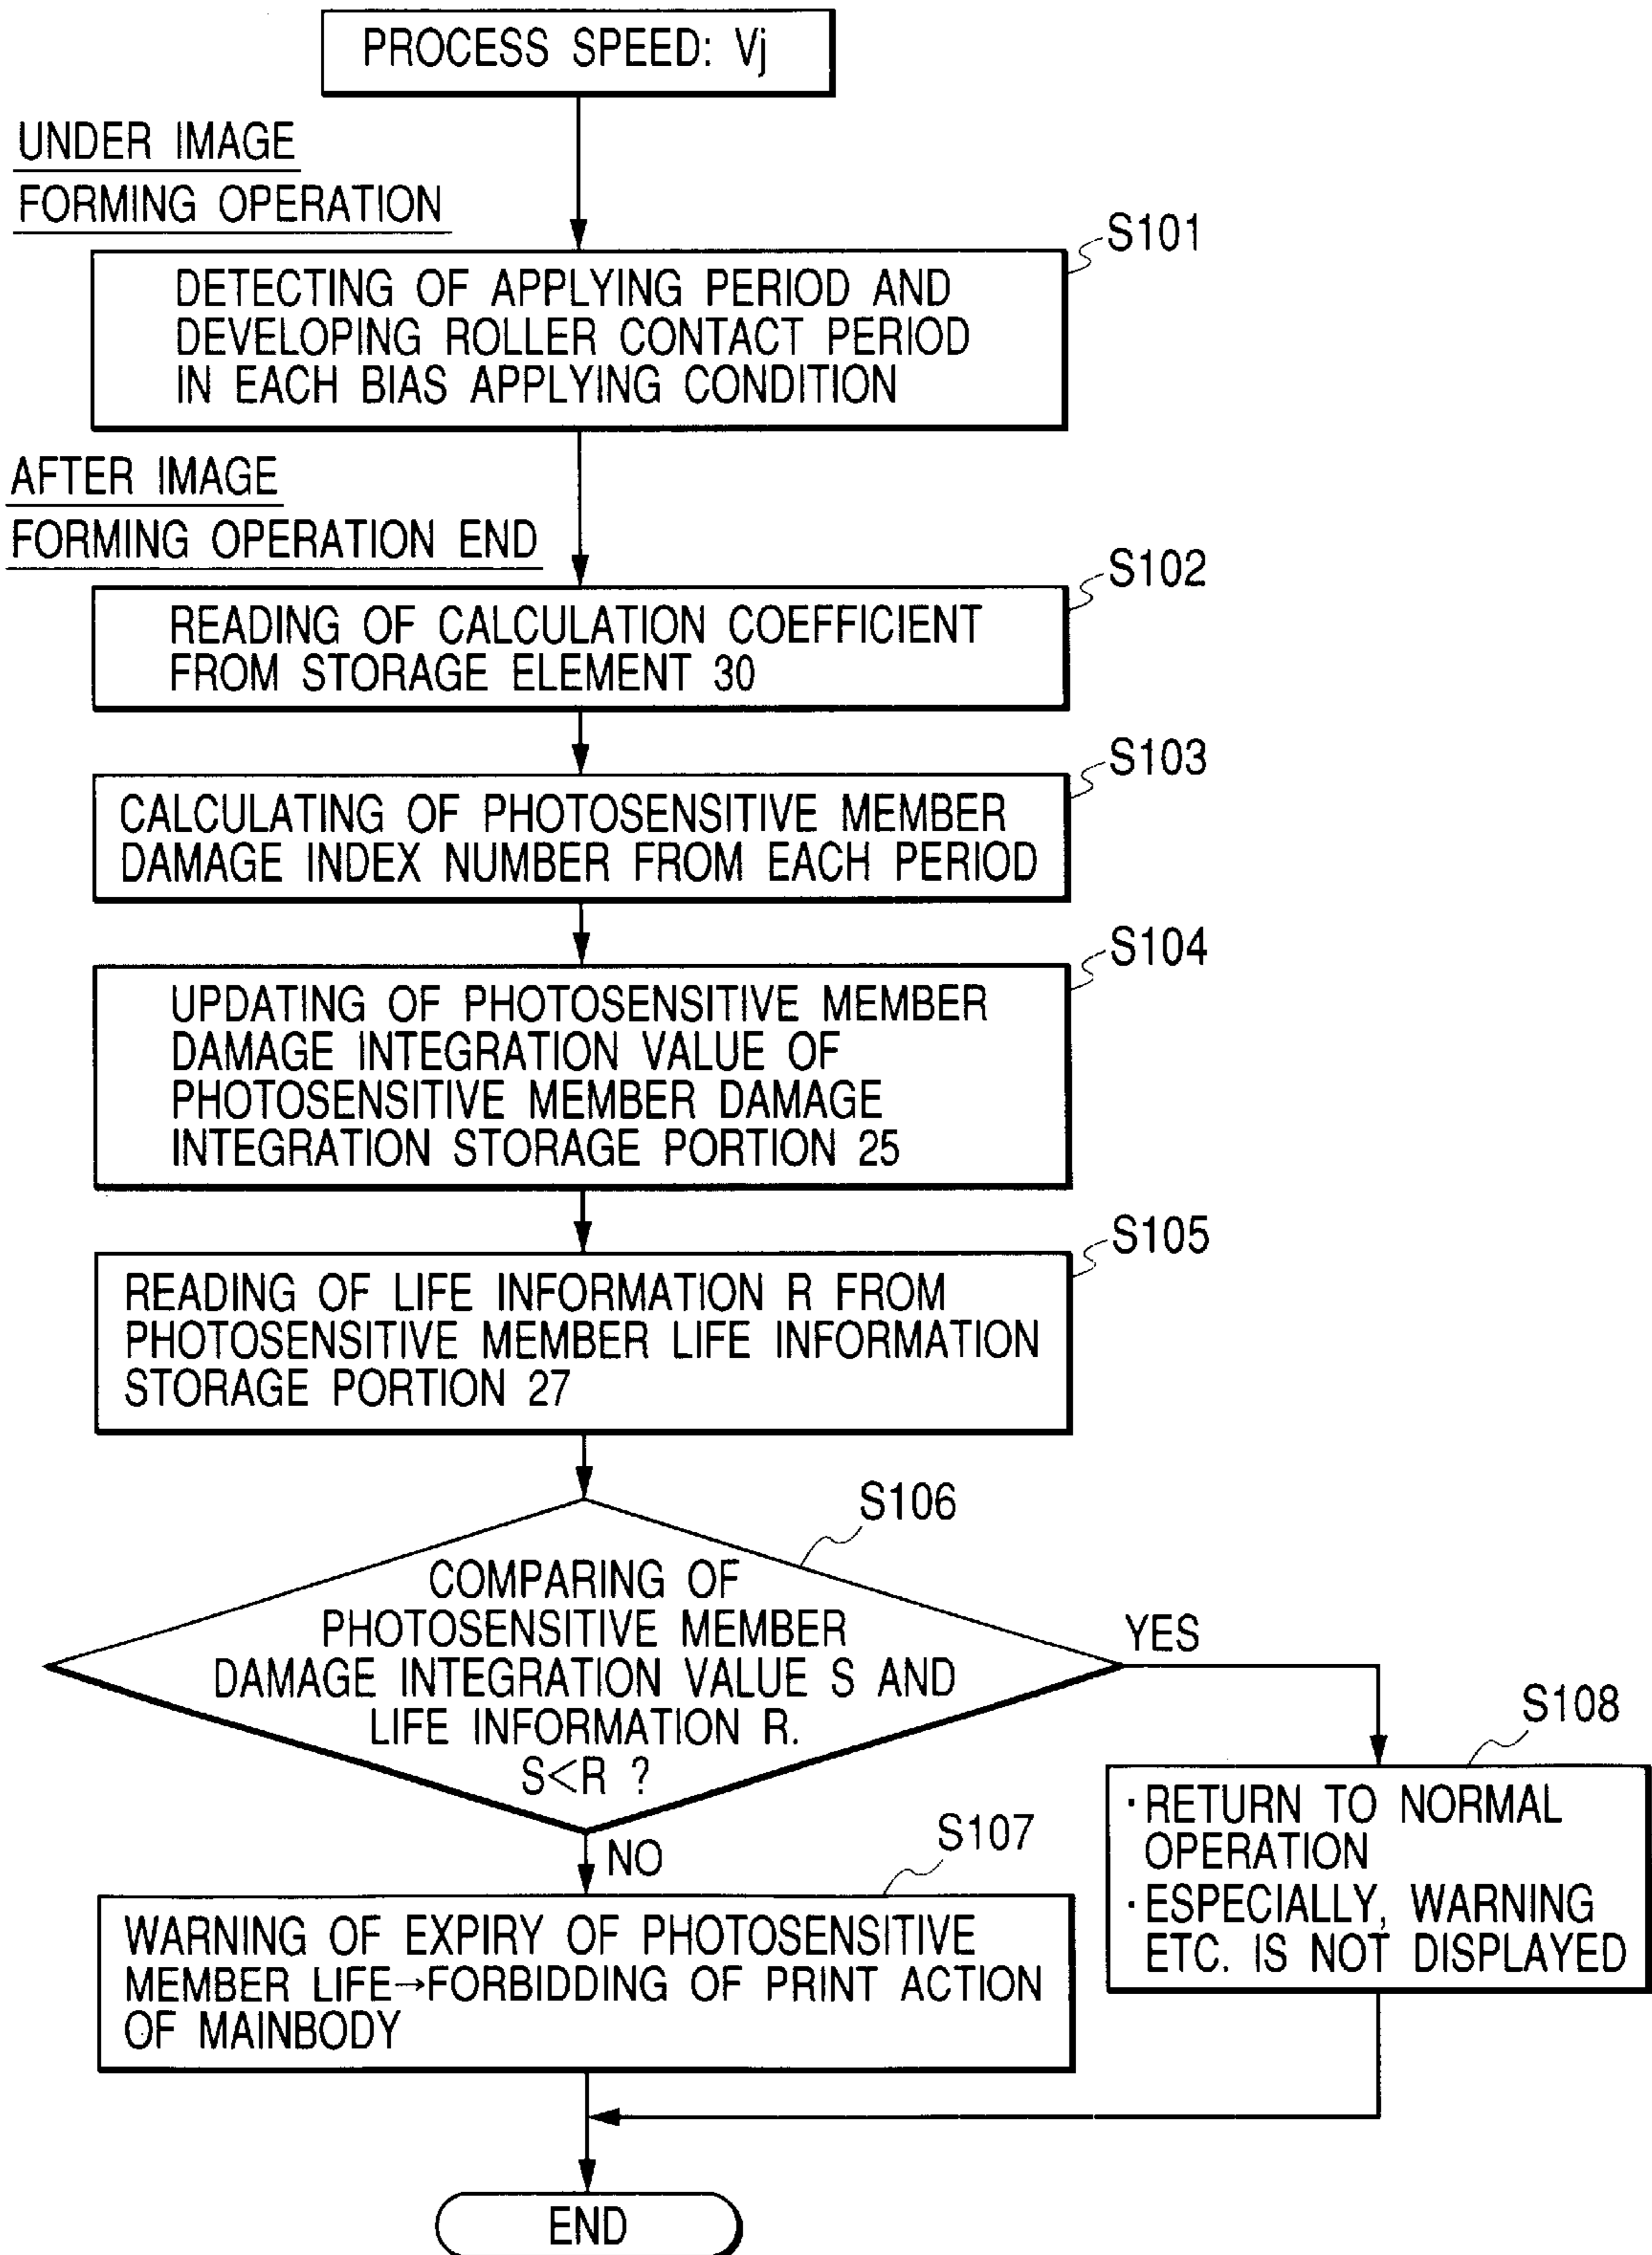 PROCESS SPEED: Vj
UNDER IMAGE
FORMING OPERATION
S101
DETECTING OF APPLYING PERIOD AND
DEVELOPING ROLLER CONTACT PERIOD
IN EACH BIAS APPLYING CONDITION
AFTER IMAGE
FORMING OPERATION END
S102
READING OF CALCULATION COEFFICIENT
FROM STORAGE ELEMENT 30
S103
CALCULATING OF PHOTOSENSITIVE MEMBER
DAMAGE INDEX NUMBER FROM EACH PERIOD
S104
UPDATING OF PHOTOSENSITIVE MEMBER
DAMAGE INTEGRATION VALUE OF
PHOTOSENSITIVE MEMBER DAMAGE
INTEGRATION STORAGE PORTION 25
S105
READING OF LIFE INFORMATION R FROM
PHOTOSENSITIVE MEMBER LIFE INFORMATION
STORAGE PORTION 27
S106
COMPARING OF
PHOTOSENSITIVE MEMBER
DAMAGE INTEGRATION VALUE S AND
LIFE INFORMATION R.
S<R ?
YES
S108
·RETURN TO NORMAL
OPERATION
·ESPECIALLY, WARNING
ETC. IS NOT DISPLAYED
NO
S107
WARNING OF EXPIRY OF PHOTOSENSITIVE
MEMBER LIFE→FORBIDDING OF PRINT ACTION
OF MAINBODY
END